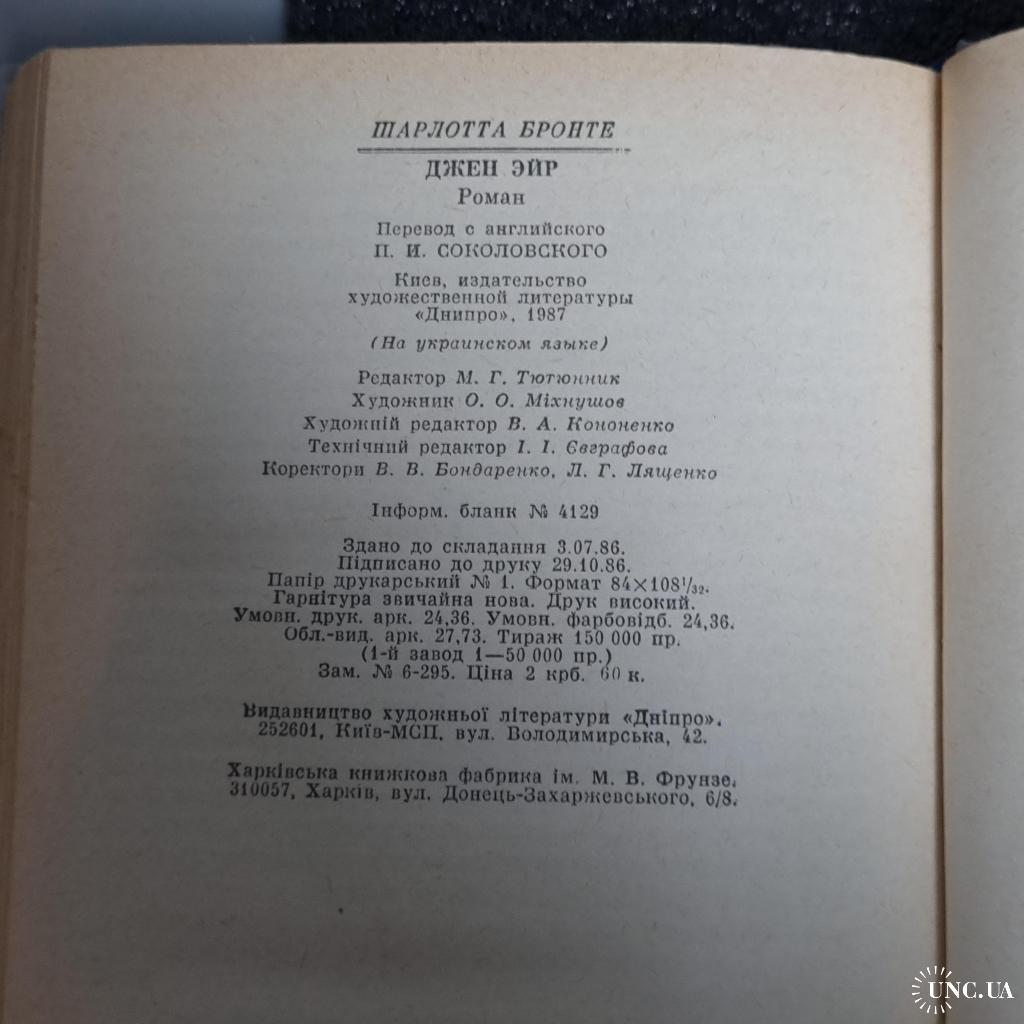 ШАРЛОТТА БРОНТЕ
ДЖЕН ЭЙР
Роман
Перевод с английского
П. И. СОКОЛОВСКОГО
Киев, издательство
художественной литературы
«Днипро», 1987
(На украинском языке)
Редактор М. Г. Тютюнник
Художник О. О. Міхнушов
Художній редактор В. А. Кононенко
Технічний редактор І. І. Євграфова
Коректори В. В. Бондаренко, Л. Г. Лященко
Інформ. бланк № 4129
Здано до складання 3.07.86.
Підписано до друку 29.10.86.
Папір друкарський № 1. Формат 84×108¹/₃₂.
Гарнітура звичайна нова. Друк високий.
Умовн. друк. арк. 24,36. Умовн. фарбовідб. 24,36.
Обл.-вид. арк. 27,73. Тираж 150 000 пр.
(1-й завод 1—50 000 пр.)
Зам. № 6-295. Ціна 2 крб. 60 к.
Видавництво художньої літератури «Дніпро».
252601, Київ-МСП, вул. Володимирська, 42.
Харківська книжкова фабрика ім. М. В. Фрунзе.
310057, Харків, вул. Донець-Захаржевського, 6/8.
UNC.UA